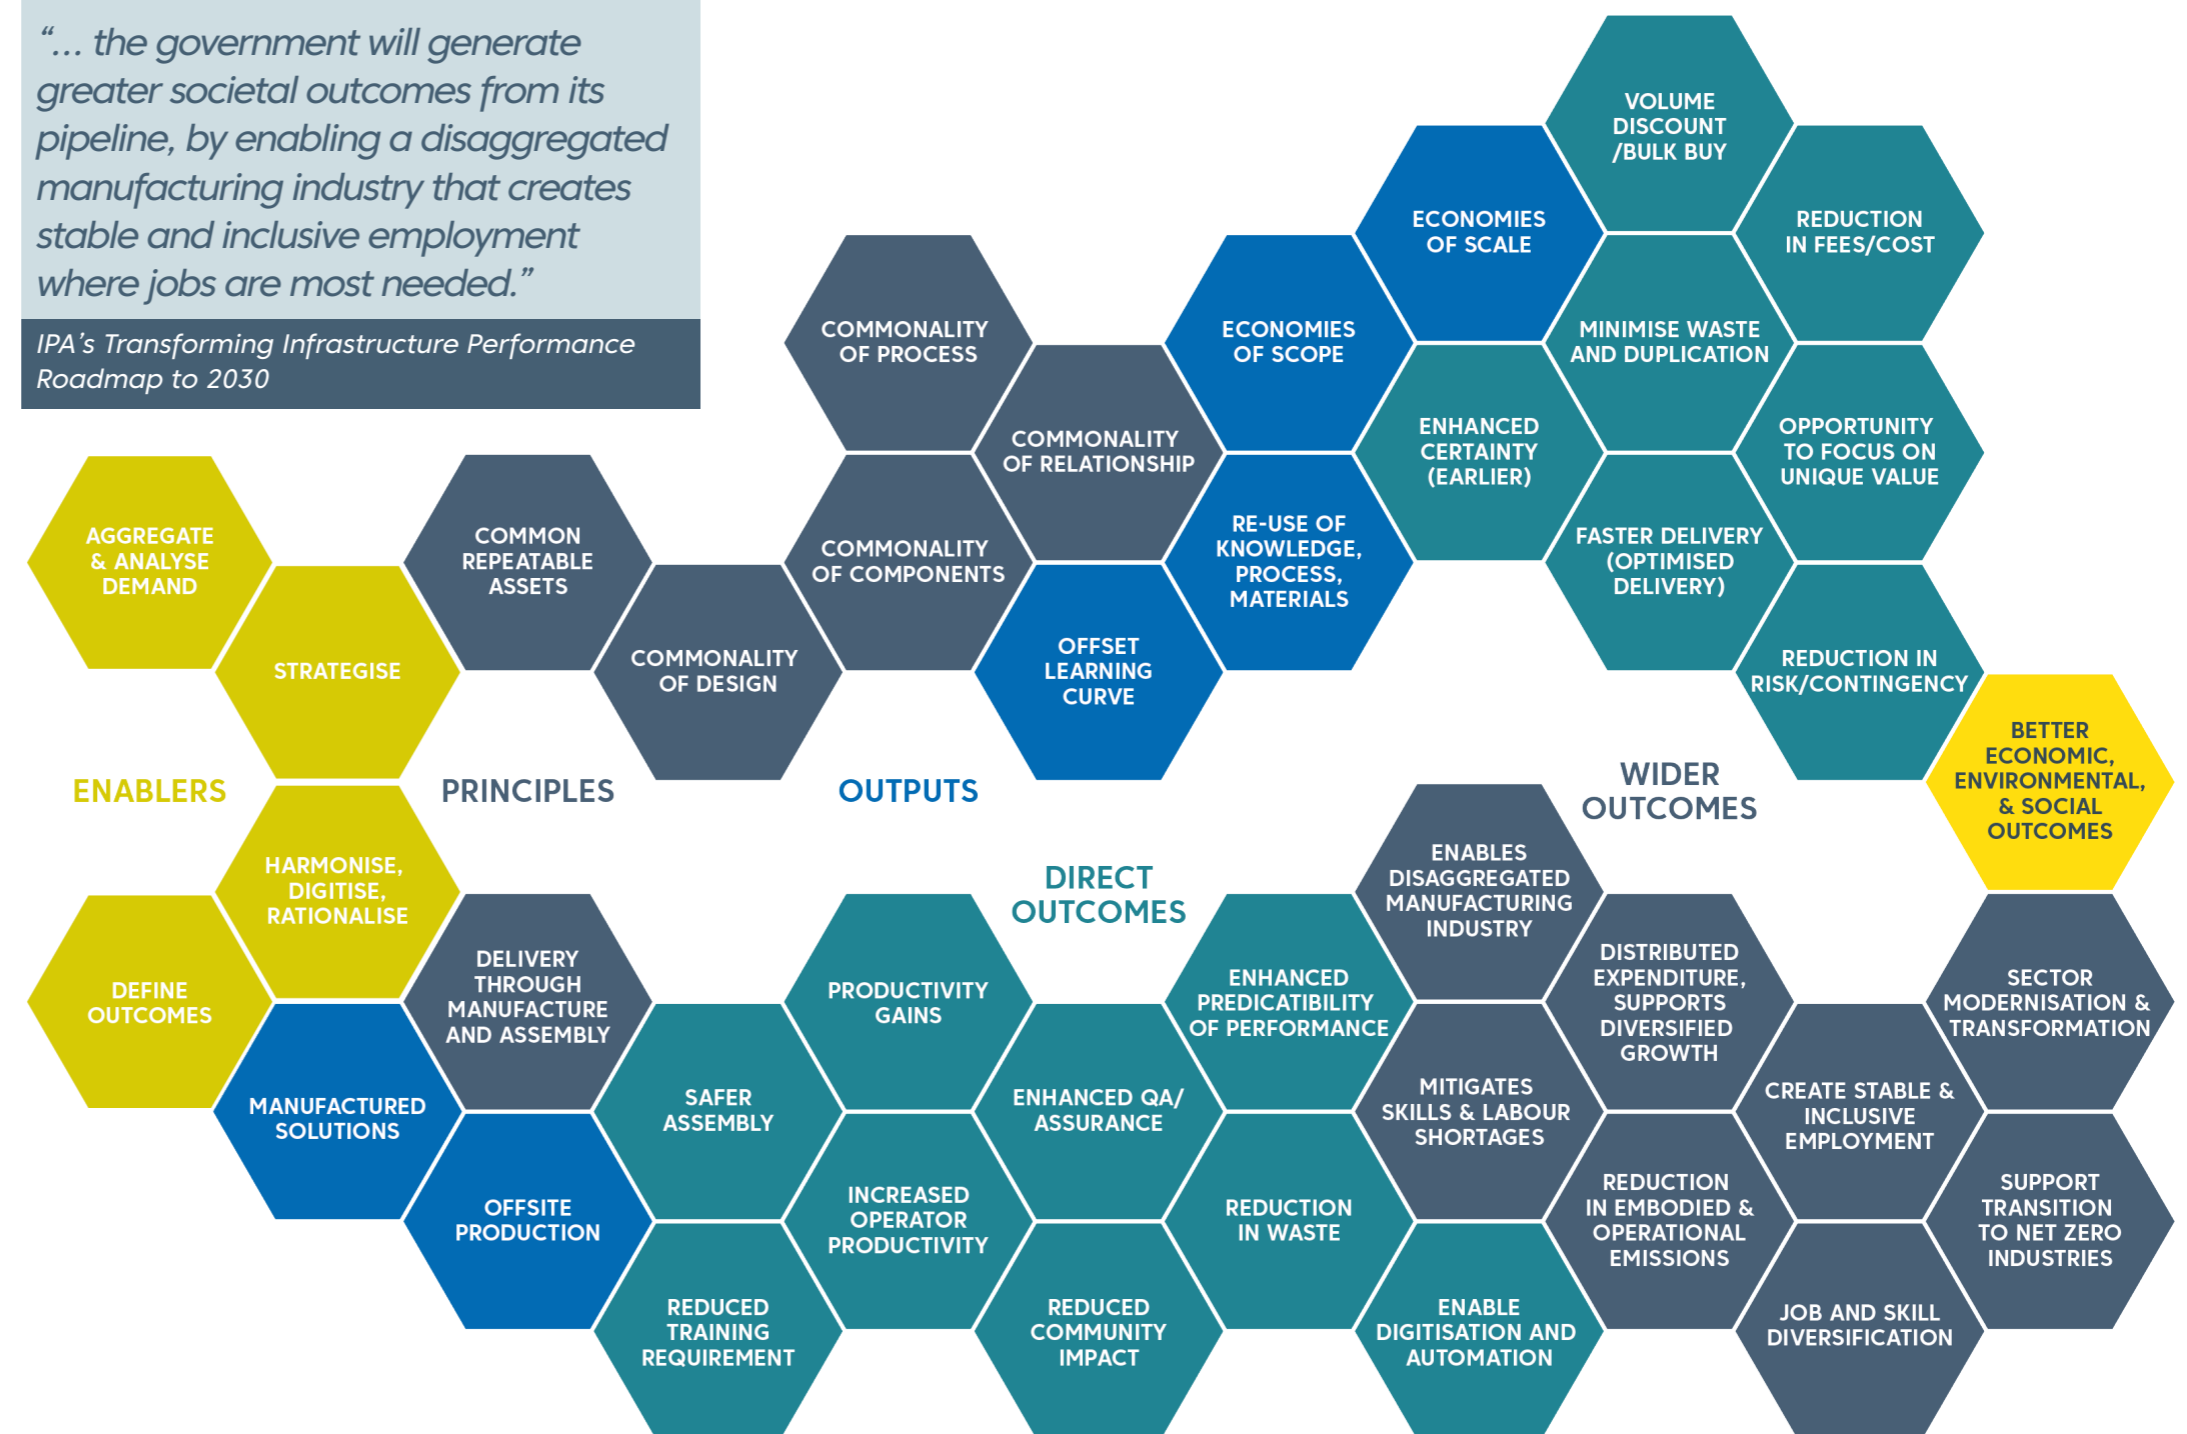 “... the government will generate
greater societal outcomes from its
pipeline, by enabling a disaggregated
manufacturing industry that creates
stable and inclusive employment
where jobs are most needed.”
IPA’s Transforming Infrastructure Performance
Roadmap to 2030
AGGREGATE
& ANALYSE
DEMAND
STRATEGISE
ENABLERS
HARMONISE,
DIGITISE,
RATIONALISE
DEFINE
OUTCOMES
COMMON
REPEATABLE
ASSETS
COMMONALITY
OF DESIGN
COMMONALITY
OF PROCESS
COMMONALITY
OF RELATIONSHIP
COMMONALITY
OF COMPONENTS
PRINCIPLES
DELIVERY
THROUGH
MANUFACTURE
AND ASSEMBLY
ECONOMIES
OF SCOPE
ECONOMIES
OF SCALE
RE-USE OF
KNOWLEDGE,
PROCESS,
MATERIALS
OFFSET
LEARNING
CURVE
OUTPUTS
MANUFACTURED
SOLUTIONS
OFFSITE
PRODUCTION
VOLUME
DISCOUNT
/BULK BUY
REDUCTION
IN FEES/COST
MINIMISE WASTE
AND DUPLICATION
ENHANCED
CERTAINTY
(EARLIER)
OPPORTUNITY
TO FOCUS ON
UNIQUE VALUE
FASTER DELIVERY
(OPTIMISED
DELIVERY)
REDUCTION IN
RISK/CONTINGENCY
DIRECT
OUTCOMES
PRODUCTIVITY
GAINS
SAFER
ASSEMBLY
ENHANCED QA/
ASSURANCE
ENHANCED
PREDICATIBILITY
OF PERFORMANCE
INCREASED
OPERATOR
PRODUCTIVITY
REDUCTION
IN WASTE
REDUCED
TRAINING
REQUIREMENT
REDUCED
COMMUNITY
IMPACT
ENABLE
DIGITISATION AND
AUTOMATION
WIDER
OUTCOMES
ENABLES
DISAGGREGATED
MANUFACTURING
INDUSTRY
DISTRIBUTED
EXPENDITURE,
SUPPORTS
DIVERSIFIED
GROWTH
MITIGATES
SKILLS & LABOUR
SHORTAGES
CREATE STABLE &
INCLUSIVE
EMPLOYMENT
REDUCTION
IN EMBODIED &
OPERATIONAL
EMISSIONS
JOB AND SKILL
DIVERSIFICATION
SECTOR
MODERNISATION &
TRANSFORMATION
SUPPORT
TRANSITION
TO NET ZERO
INDUSTRIES
BETTER
ECONOMIC,
ENVIRONMENTAL,
& SOCIAL
OUTCOMES